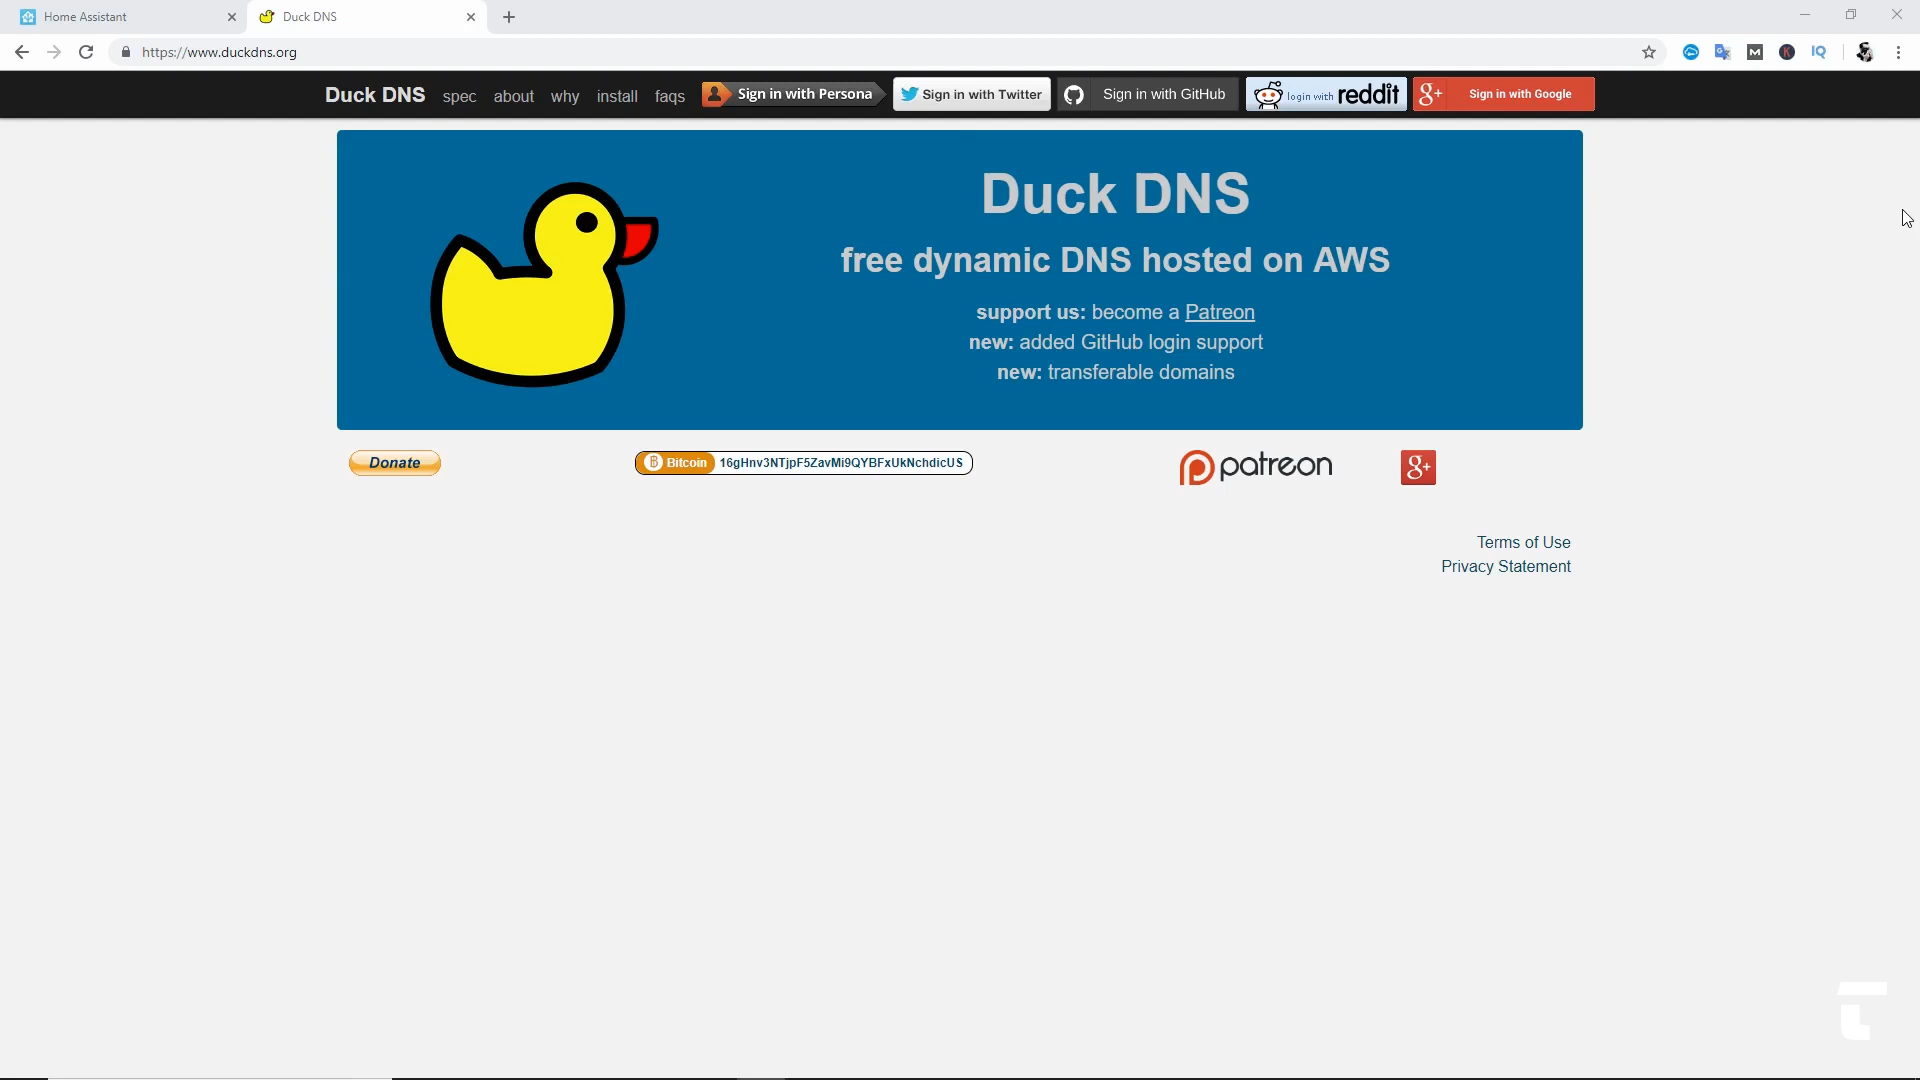 Home Assistant
Duck DNS
https://www.duckdns.org
IQ
Duck DNS spec about why install faqs Sign in with Persona Sign in with Twitter Sign in with GitHub login with reddit g+ Sign in with Google
Duck DNS
free dynamic DNS hosted on AWS
support us: become a Patreon
new: added GitHub login support
new: transferable domains
Donate
Bitcoin 16gHnv3NTjpF5ZavMi9QYBFxUkNchdicUS
patreon
g+
Terms of Use
Privacy Statement